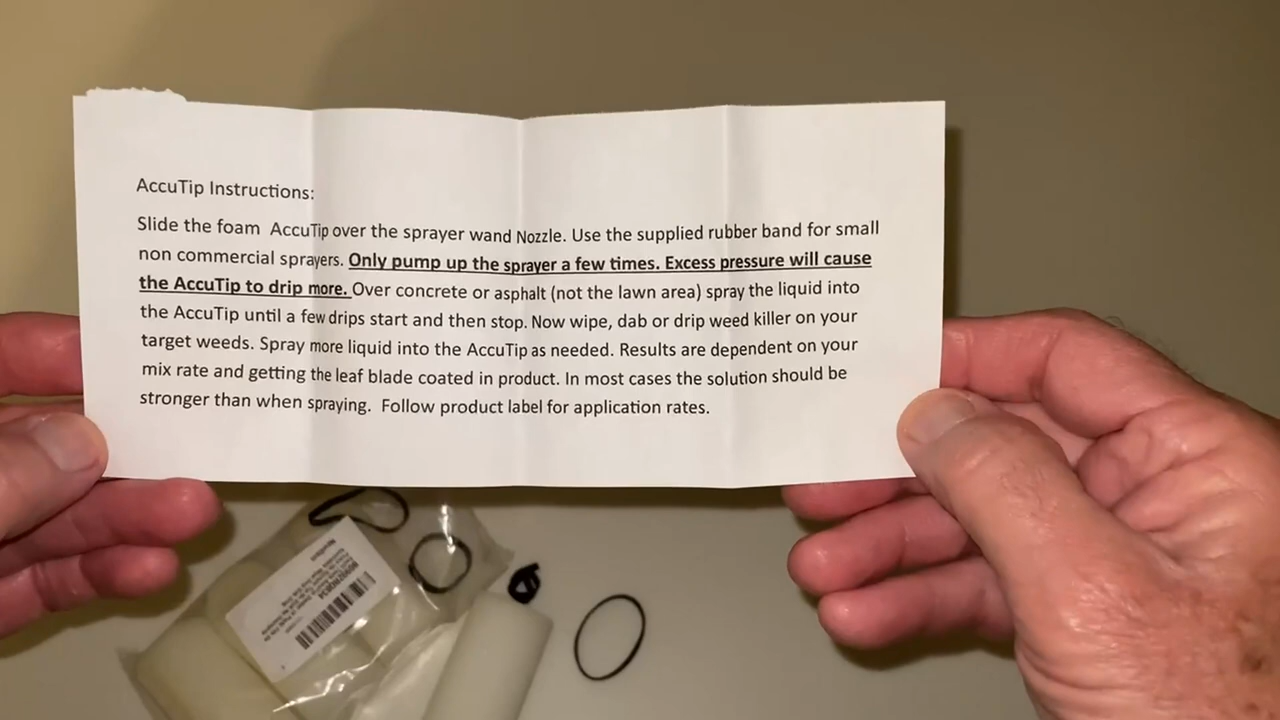 AccuTip Instructions:
Slide the foam AccuTip over the sprayer wand Nozzle. Use the supplied rubber band for small
non commercial sprayers. Only pump up the sprayer a few times. Excess pressure will cause
the AccuTip to drip more. Over concrete or asphalt (not the lawn area) spray the liquid into
the AccuTip until a few drips start and then stop. Now wipe, dab or drip weed killer on your
target weeds. Spray more liquid into the AccuTip as needed. Results are dependent on your
mix rate and getting the leaf blade coated in product. In most cases the solution should be
stronger than when spraying. Follow product label for application rates.